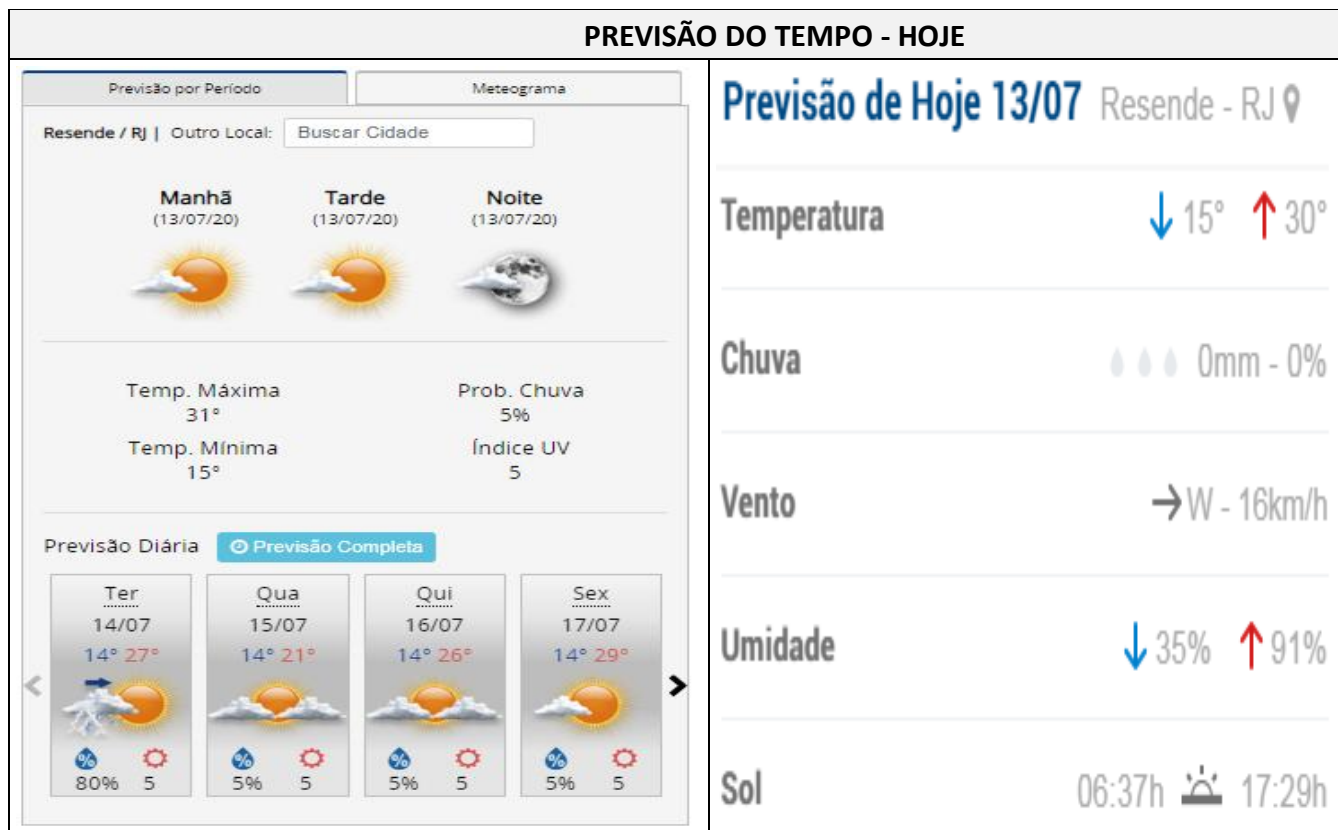 PREVISÃO DO TEMPO - HOJE
Previsão por Período
Meteograma
Resende / RJ | Outro Local: Buscar Cidade
Manhã Tarde Noite
(13/07/20) (13/07/20) (13/07/20)
Temp. Máxima Prob. Chuva
31° 5%
Temp. Mínima Índice UV
15° 5
Previsão Diária Previsão Completa
Ter Qua Qui Sex
14/07 15/07 16/07 17/07
14° 27° 14° 21° 14° 26° 14° 29°
% % % %
80% 5 5% 5 5% 5 5% 5
Previsão de Hoje 13/07 Resende - RJ
Temperatura ↓ 15° ↑ 30°
Chuva 0mm - 0%
Vento → W - 16km/h
Umidade ↓ 35% ↑ 91%
Sol 06:37h 17:29h